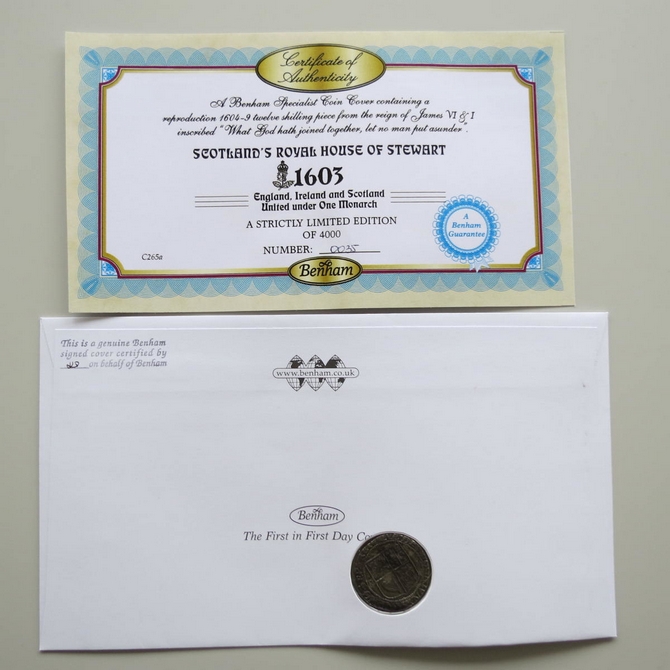 Certificate of
Authenticity
A Benham Specialist Coin Cover containing a
reproduction 1604-9 twelve shilling piece from the reign of James VI & I
inscribed "What God hath joined together, let no man put asunder".
SCOTLAND'S ROYAL HOUSE OF STEWART
1603
England, Ireland and Scotland
United under One Monarch
A STRICTLY LIMITED EDITION
OF 4000
NUMBER: 0035
A
Benham
Guarantee
C265a
Benham
This is a genuine Benham
signed cover certified by
on behalf of Benham
www.benham.co.uk
Benham
The First in First Day Co